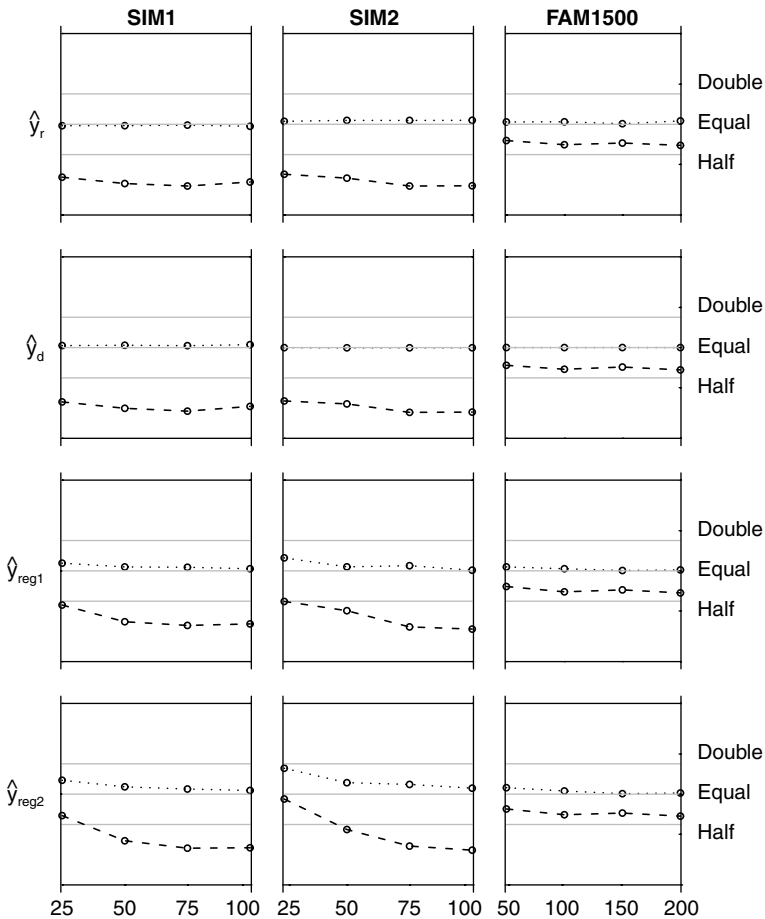 SIM1 SIM2 FAM1500
ŷr
Double
Equal
Half
ŷd
Double
Equal
Half
ŷreg1
Double
Equal
Half
ŷreg2
Double
Equal
Half
25 50 75 100 25 50 75 100 50 100 150 200